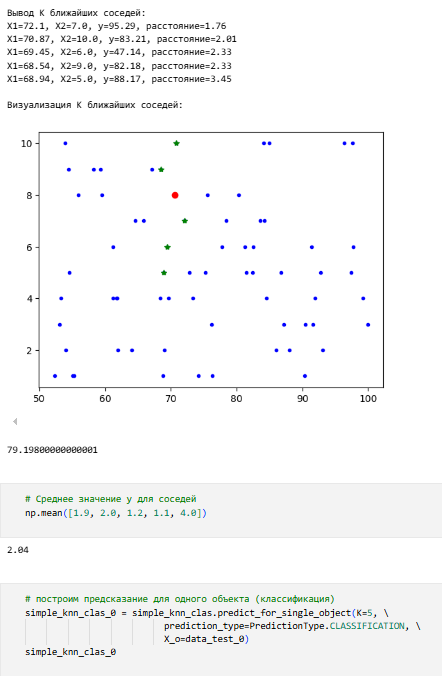 Вывод K ближайших соседей:
X1=72.1, X2=7.0, y=95.29, расстояние=1.76
X1=70.87, X2=10.0, y=83.21, расстояние=2.01
X1=69.45, X2=6.0, y=47.14, расстояние=2.33
X1=68.54, X2=9.0, y=82.18, расстояние=2.33
X1=68.94, X2=5.0, y=88.17, расстояние=3.45
Визуализация K ближайших соседей:
10
8
6
4
2
50 60 70 80 90 100
79.19800000000001
# Среднее значение y для соседей
np.mean([1.9, 2.0, 1.2, 1.1, 4.0])
2.04
# построим предсказание для одного объекта (классификация)
simple_knn_clas_0 = simple_knn_clas.predict_for_single_object(K=5, \
prediction_type=PredictionType.CLASSIFICATION, \
X_o=data_test_0)
simple_knn_clas_0